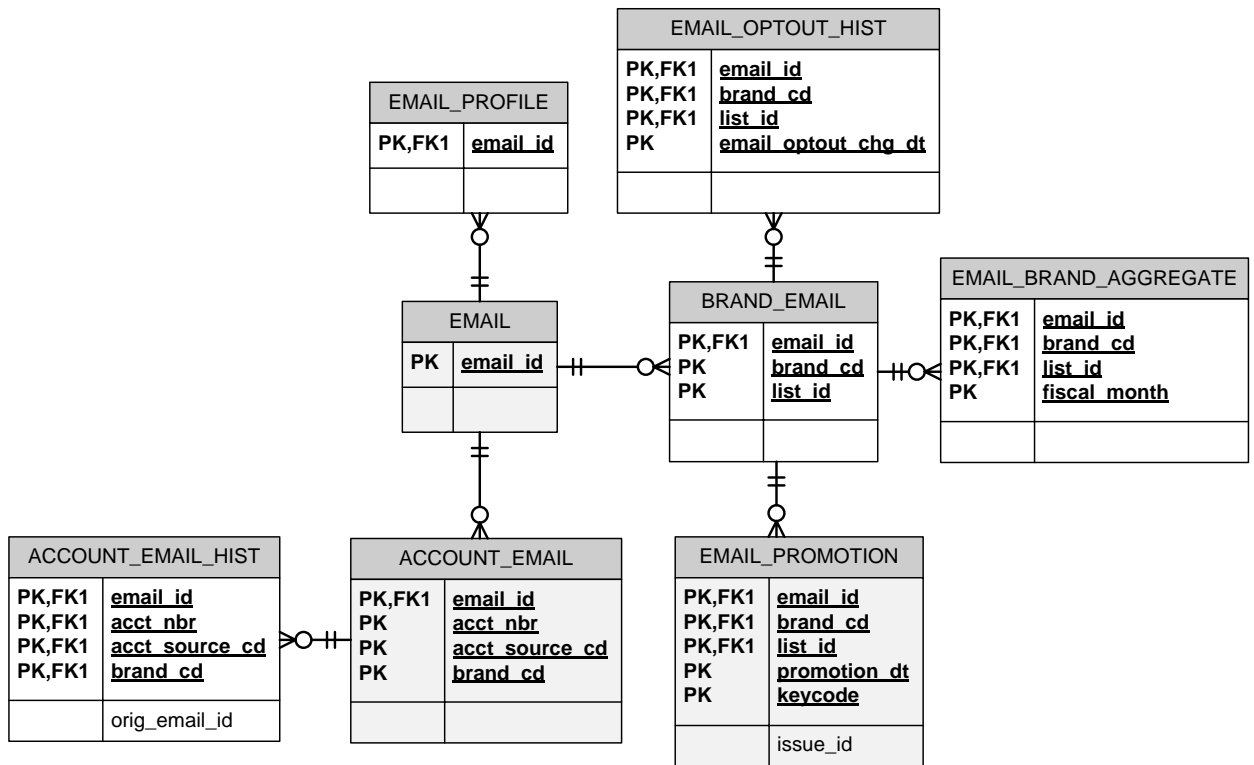 EMAIL_OPTOUT_HIST
PK,FK1 email_id
PK,FK1 brand_cd
PK,FK1 list_id
PK email_optout_chg_dt
EMAIL_PROFILE
PK,FK1 email_id
EMAIL
PK email_id
BRAND_EMAIL
PK,FK1 email_id
PK brand_cd
PK list_id
EMAIL_BRAND_AGGREGATE
PK,FK1 email_id
PK,FK1 brand_cd
PK,FK1 list_id
PK fiscal_month
ACCOUNT_EMAIL_HIST
PK,FK1 email_id
PK,FK1 acct_nbr
PK,FK1 acct_source_cd
PK,FK1 brand_cd
orig_email_id
ACCOUNT_EMAIL
PK,FK1 email_id
PK acct_nbr
PK acct_source_cd
PK brand_cd
EMAIL_PROMOTION
PK,FK1 email_id
PK,FK1 brand_cd
PK,FK1 list_id
PK promotion_dt
PK keycode
issue_id